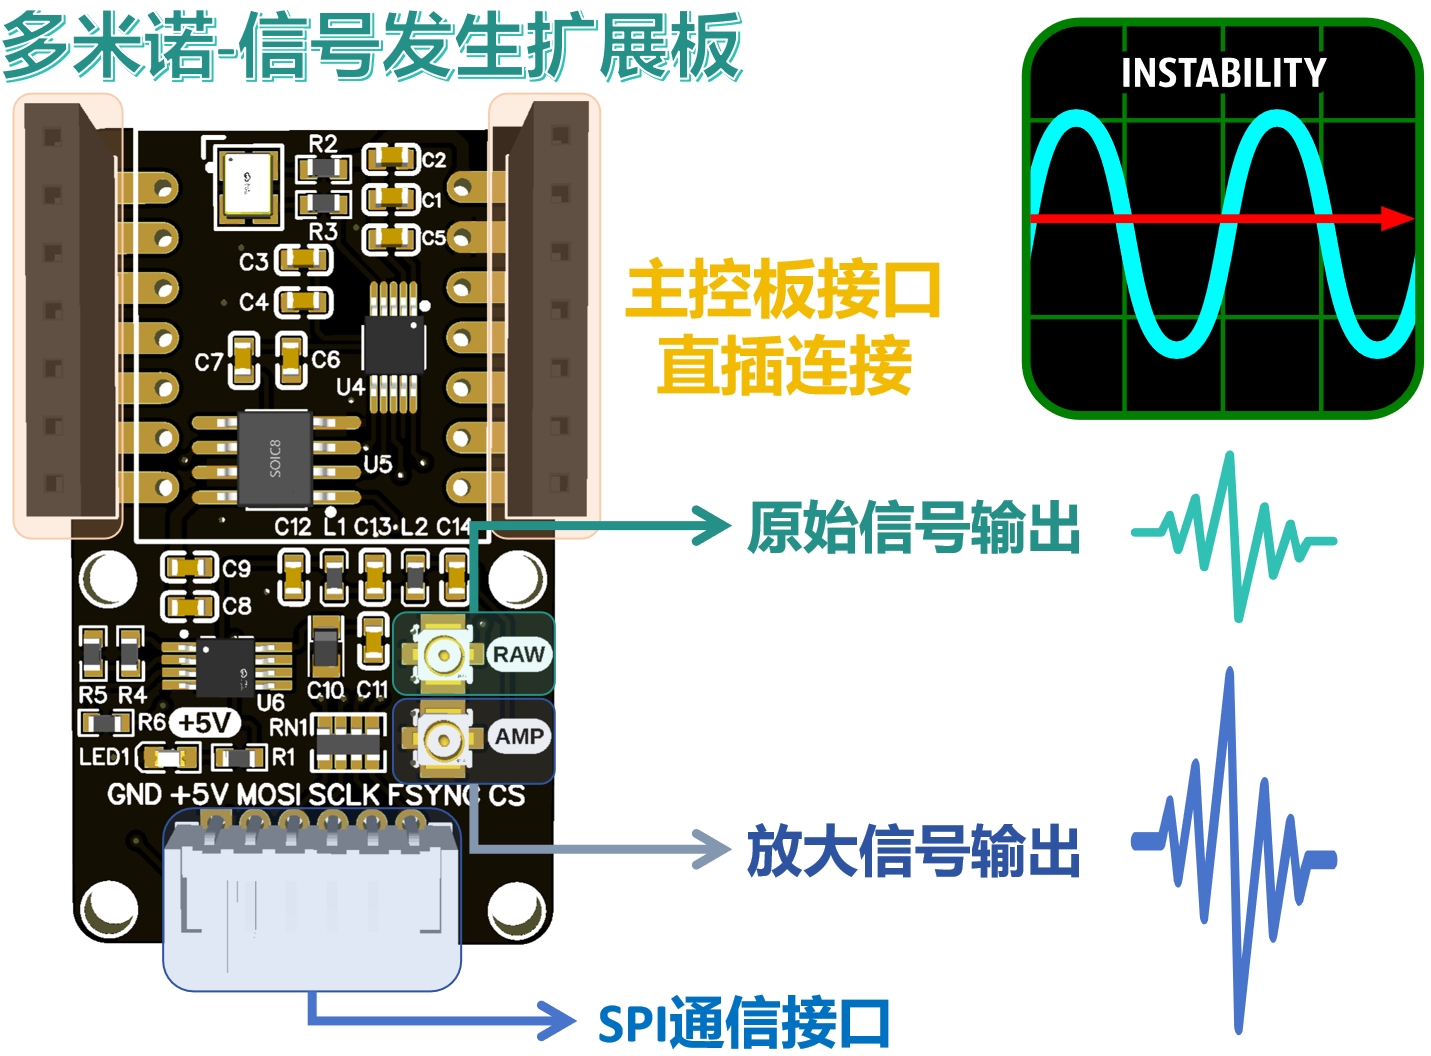 多米诺-信号发生扩展板
INSTABILITY
R2
C2
C1
R3
C5
C3
C4
主控板接口
直插连接
C7
C6
U4
SOIC8
U5
C12 L1 C13 L2 C14
原始信号输出
C9
C8
RAW
R5 R4
U6
C10 C11
R6
+5V
RN1
AMP
LED1
R1
GND +5V MOSI SCLK FSYNC CS
放大信号输出
SPI通信接口